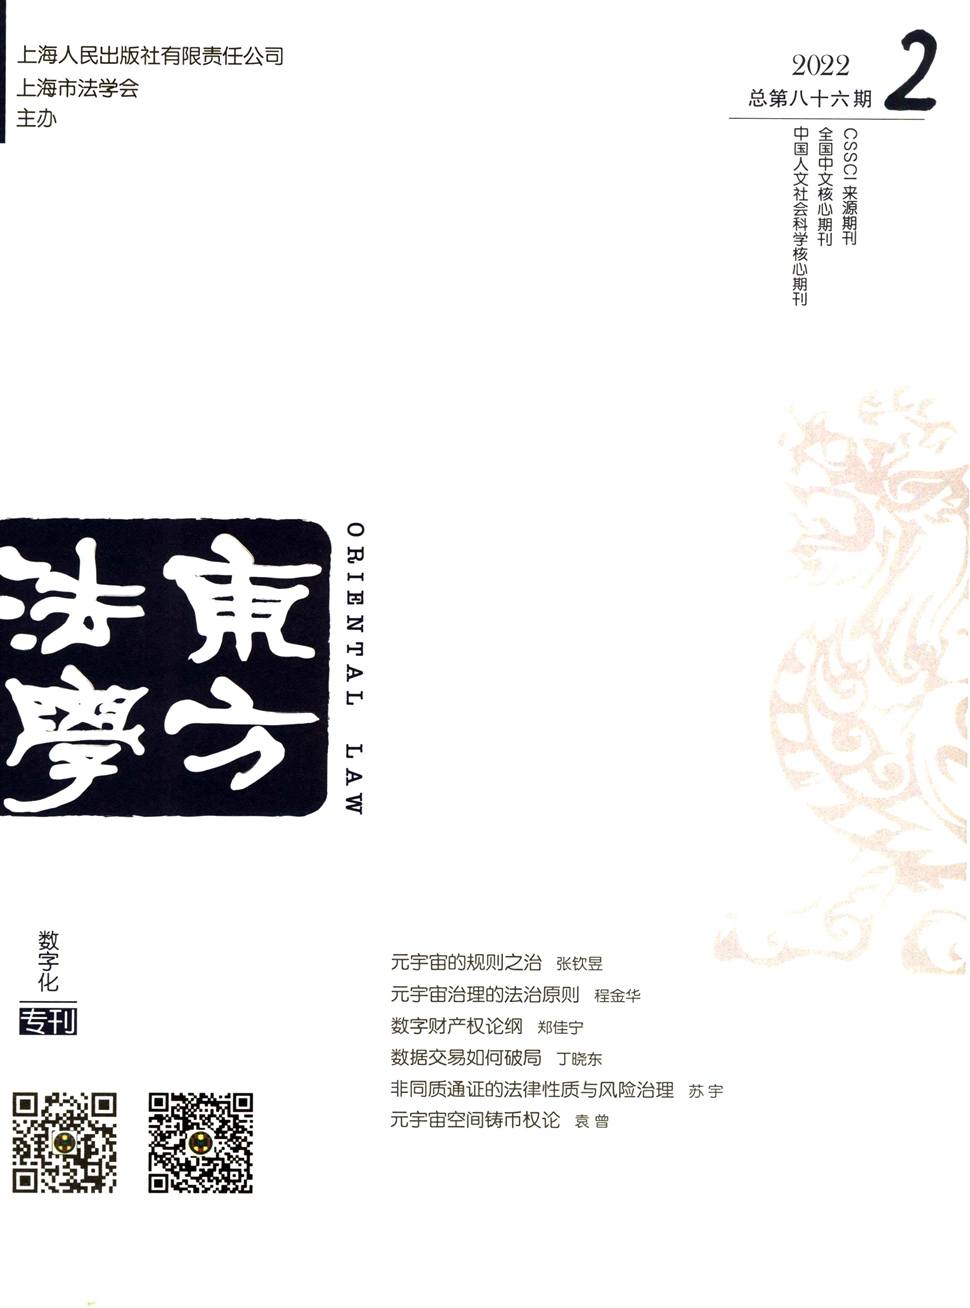 上海人民出版社有限责任公司
上海市法学会
主办
2022
2
总第八十六期
CSSCI来源期刊
全国中文核心期刊
中国人文社会科学核心期刊
東方
法學
ORIENTAL LAW
数字化
专刊
元宇宙的规则之治 张钦昱
元宇宙治理的法治原则 程金华
数字财产权论纲 郑佳宁
数据交易如何破局 丁晓东
非同质通证的法律性质与风险治理 苏宇
元宇宙空间铸币权论 袁曾